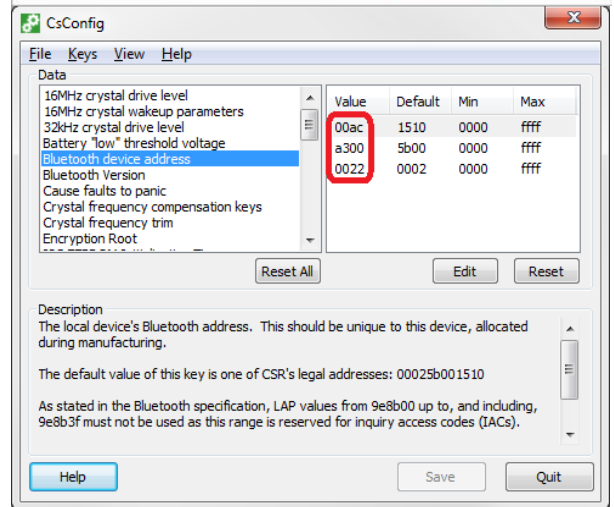 CsConfig
File Keys View Help
Data
16MHz crystal drive level
16MHz crystal wakeup parameters
32kHz crystal drive level
Battery "low" threshold voltage
Bluetooth device address
Bluetooth Version
Cause faults to panic
Crystal frequency compensation keys
Crystal frequency trim
Encryption Root
Reset All
Value Default Min Max
00ac 1510 0000 ffff
a300 5b00 0000 ffff
0022 0002 0000 ffff
Edit Reset
Description
The local device's Bluetooth address. This should be unique to this device, allocated
during manufacturing.
The default value of this key is one of CSR's legal addresses: 00025b001510
As stated in the Bluetooth specification, LAP values from 9e8b00 up to, and including,
9e8b3f must not be used as this range is reserved for inquiry access codes (IACs).
Help Save Quit